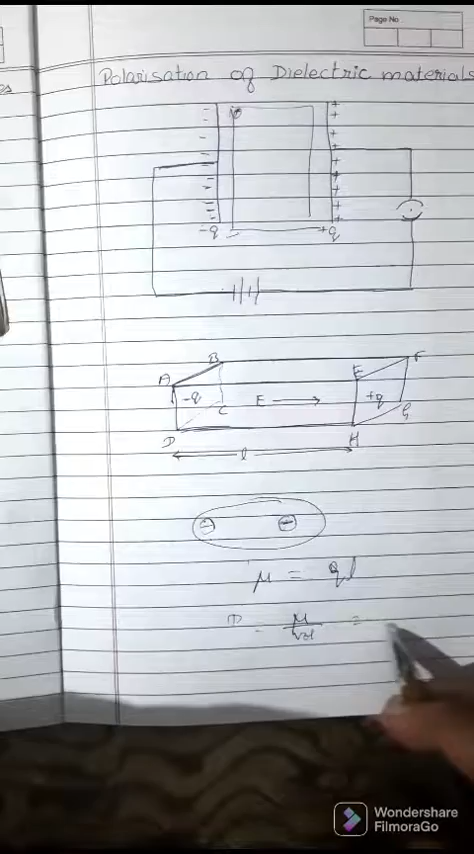 Page No
Polarisation of Dielectric materials
-q +q
B F
A E
-q C E +q G
D H
l
μ = ql
P = μ/vol =
Wondershare
FilmoraGo